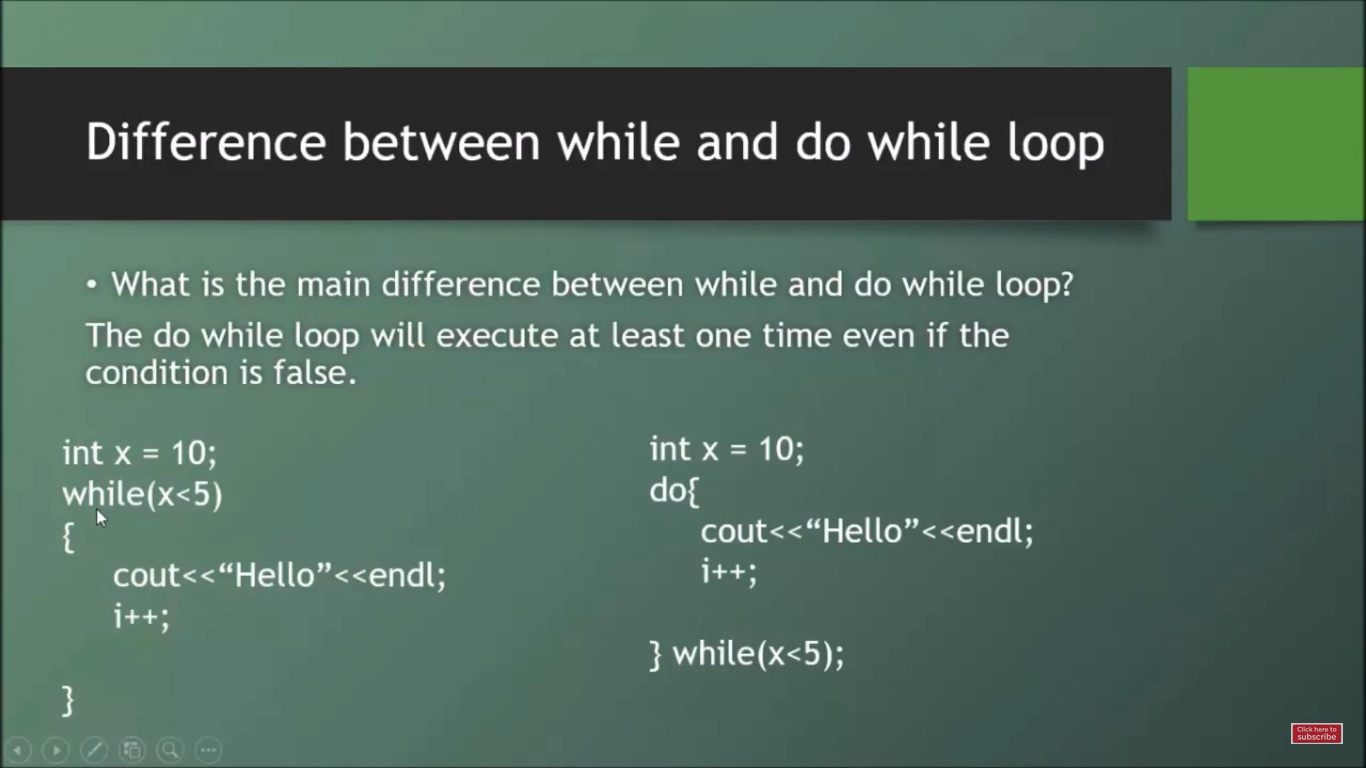 Difference between while and do while loop
• What is the main difference between while and do while loop?
The do while loop will execute at least one time even if the
condition is false.
int x = 10;
while(x<5)
{
cout<<“Hello”<<endl;
i++;
}
int x = 10;
do{
cout<<“Hello”<<endl;
i++;
} while(x<5);
Click here to
subscribe